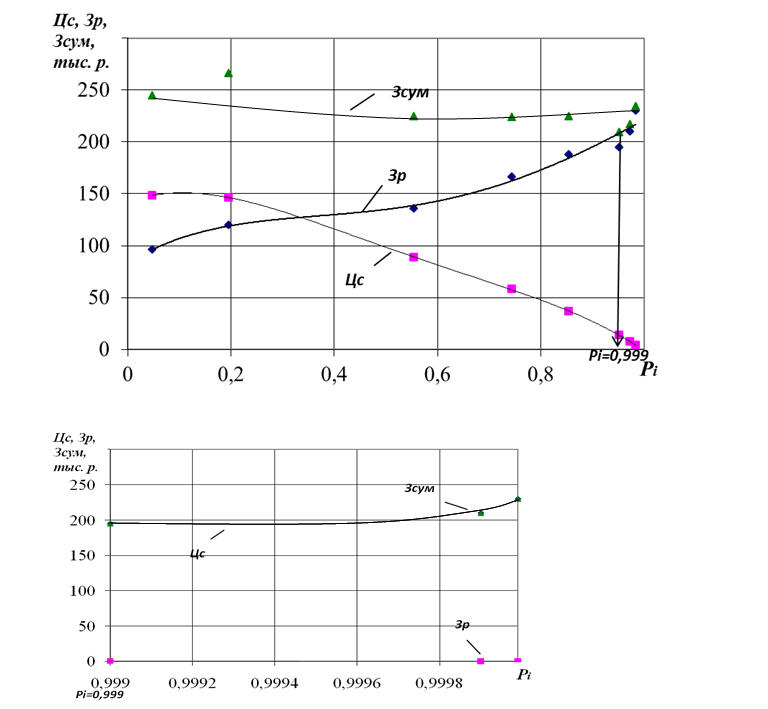 Цс, Зр,
Зсум,
тыс. р.
250
200
150
100
50
0
Зсум
Зр
Цс
Pi=0,999
0
0,2
0,4
0,6
0,8
Pi
Цс, Зр,
Зсум,
тыс. р.
250
200
150
100
50
0
Зсум
Цс
Зр
0,999
0,9992
0,9994
0,9996
0,9998
Pi
Pi=0,999